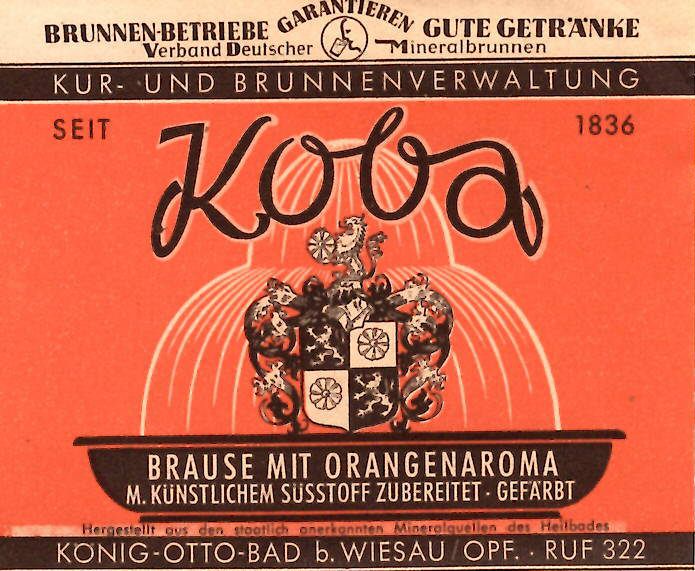 BRUNNEN-BETRIEBE GARANTIEREN GUTE GETRÄNKE
Verband Deutscher Mineralbrunnen
KUR- UND BRUNNENVERWALTUNG
SEIT 1836
Koba
BRAUSE MIT ORANGENAROMA
M. KÜNSTLICHEM SÜSSTOFF ZUBEREITET · GEFÄRBT
Hergestellt aus den staatlich anerkannten Mineralquellen des Heilbades
KÖNIG-OTTO-BAD b. WIESAU / OPF. · RUF 322